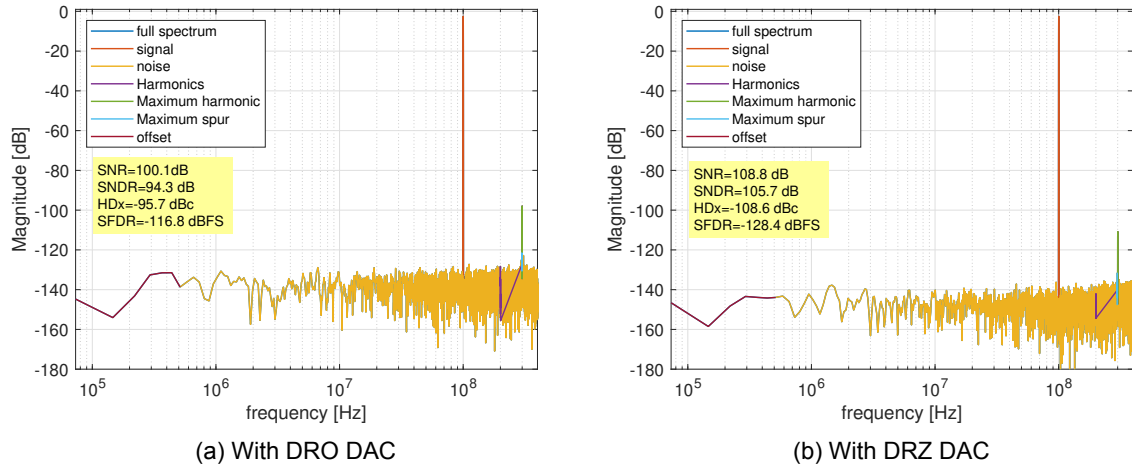 0
-20
-40
-60
-80
-100
-120
-140
-160
-180
Magnitude [dB]
full spectrum
signal
noise
Harmonics
Maximum harmonic
Maximum spur
offset
SNR=100.1dB
SNDR=94.3 dB
HDx=-95.7 dBc
SFDR=-116.8 dBFS
10^5 10^6 10^7 10^8
frequency [Hz]
(a) With DRO DAC
0
-20
-40
-60
-80
-100
-120
-140
-160
-180
Magnitude [dB]
full spectrum
signal
noise
Harmonics
Maximum harmonic
Maximum spur
offset
SNR=108.8 dB
SNDR=105.7 dB
HDx=-108.6 dBc
SFDR=-128.4 dBFS
10^5 10^6 10^7 10^8
frequency [Hz]
(b) With DRZ DAC